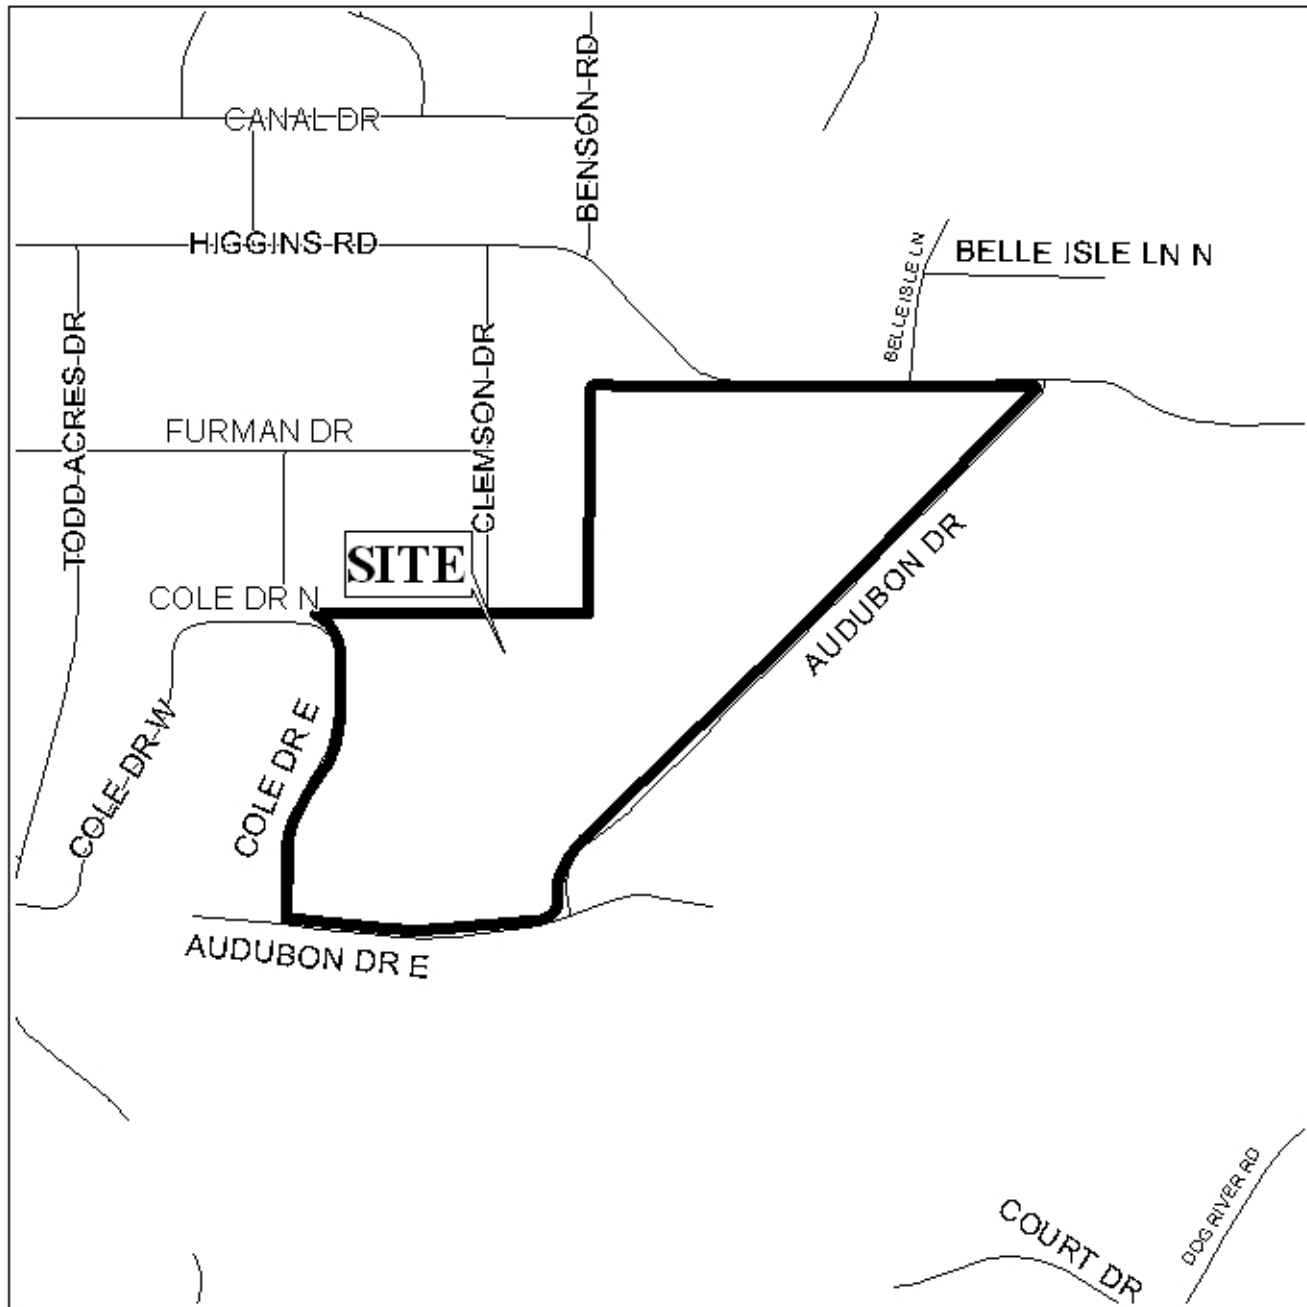 BENSON RD
CANAL DR
HIGGINS RD
BELLE ISLE LN
BELLE ISLE LN N
TODD ACRES DR
CLEMSON DR
FURMAN DR
SITE
COLE DR N
AUDUBON DR
COLE DR W
COLE DR E
AUDUBON DR E
COURT DR
DOG RIVER RD